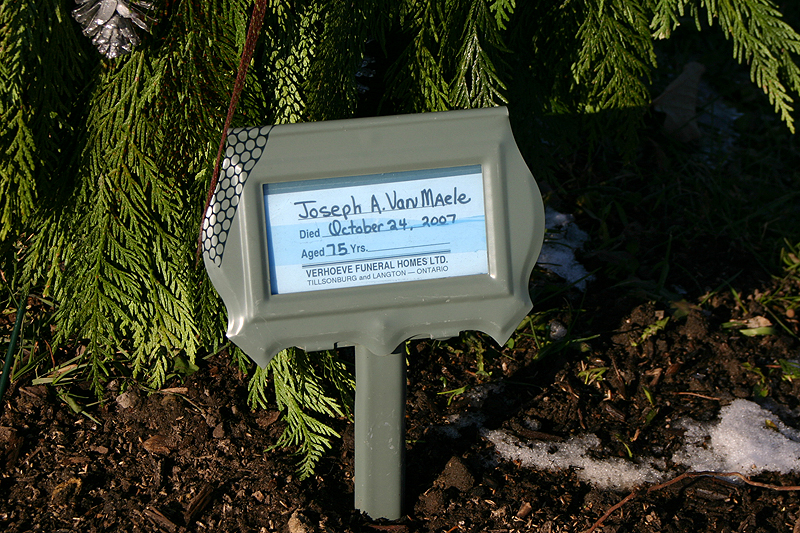 Joseph A. Van MAele
Died October 24, 2007
Aged 75 Yrs.
VERHOEVE FUNERAL HOMES LTD.
TILLSONBURG and LANGTON — ONTARIO